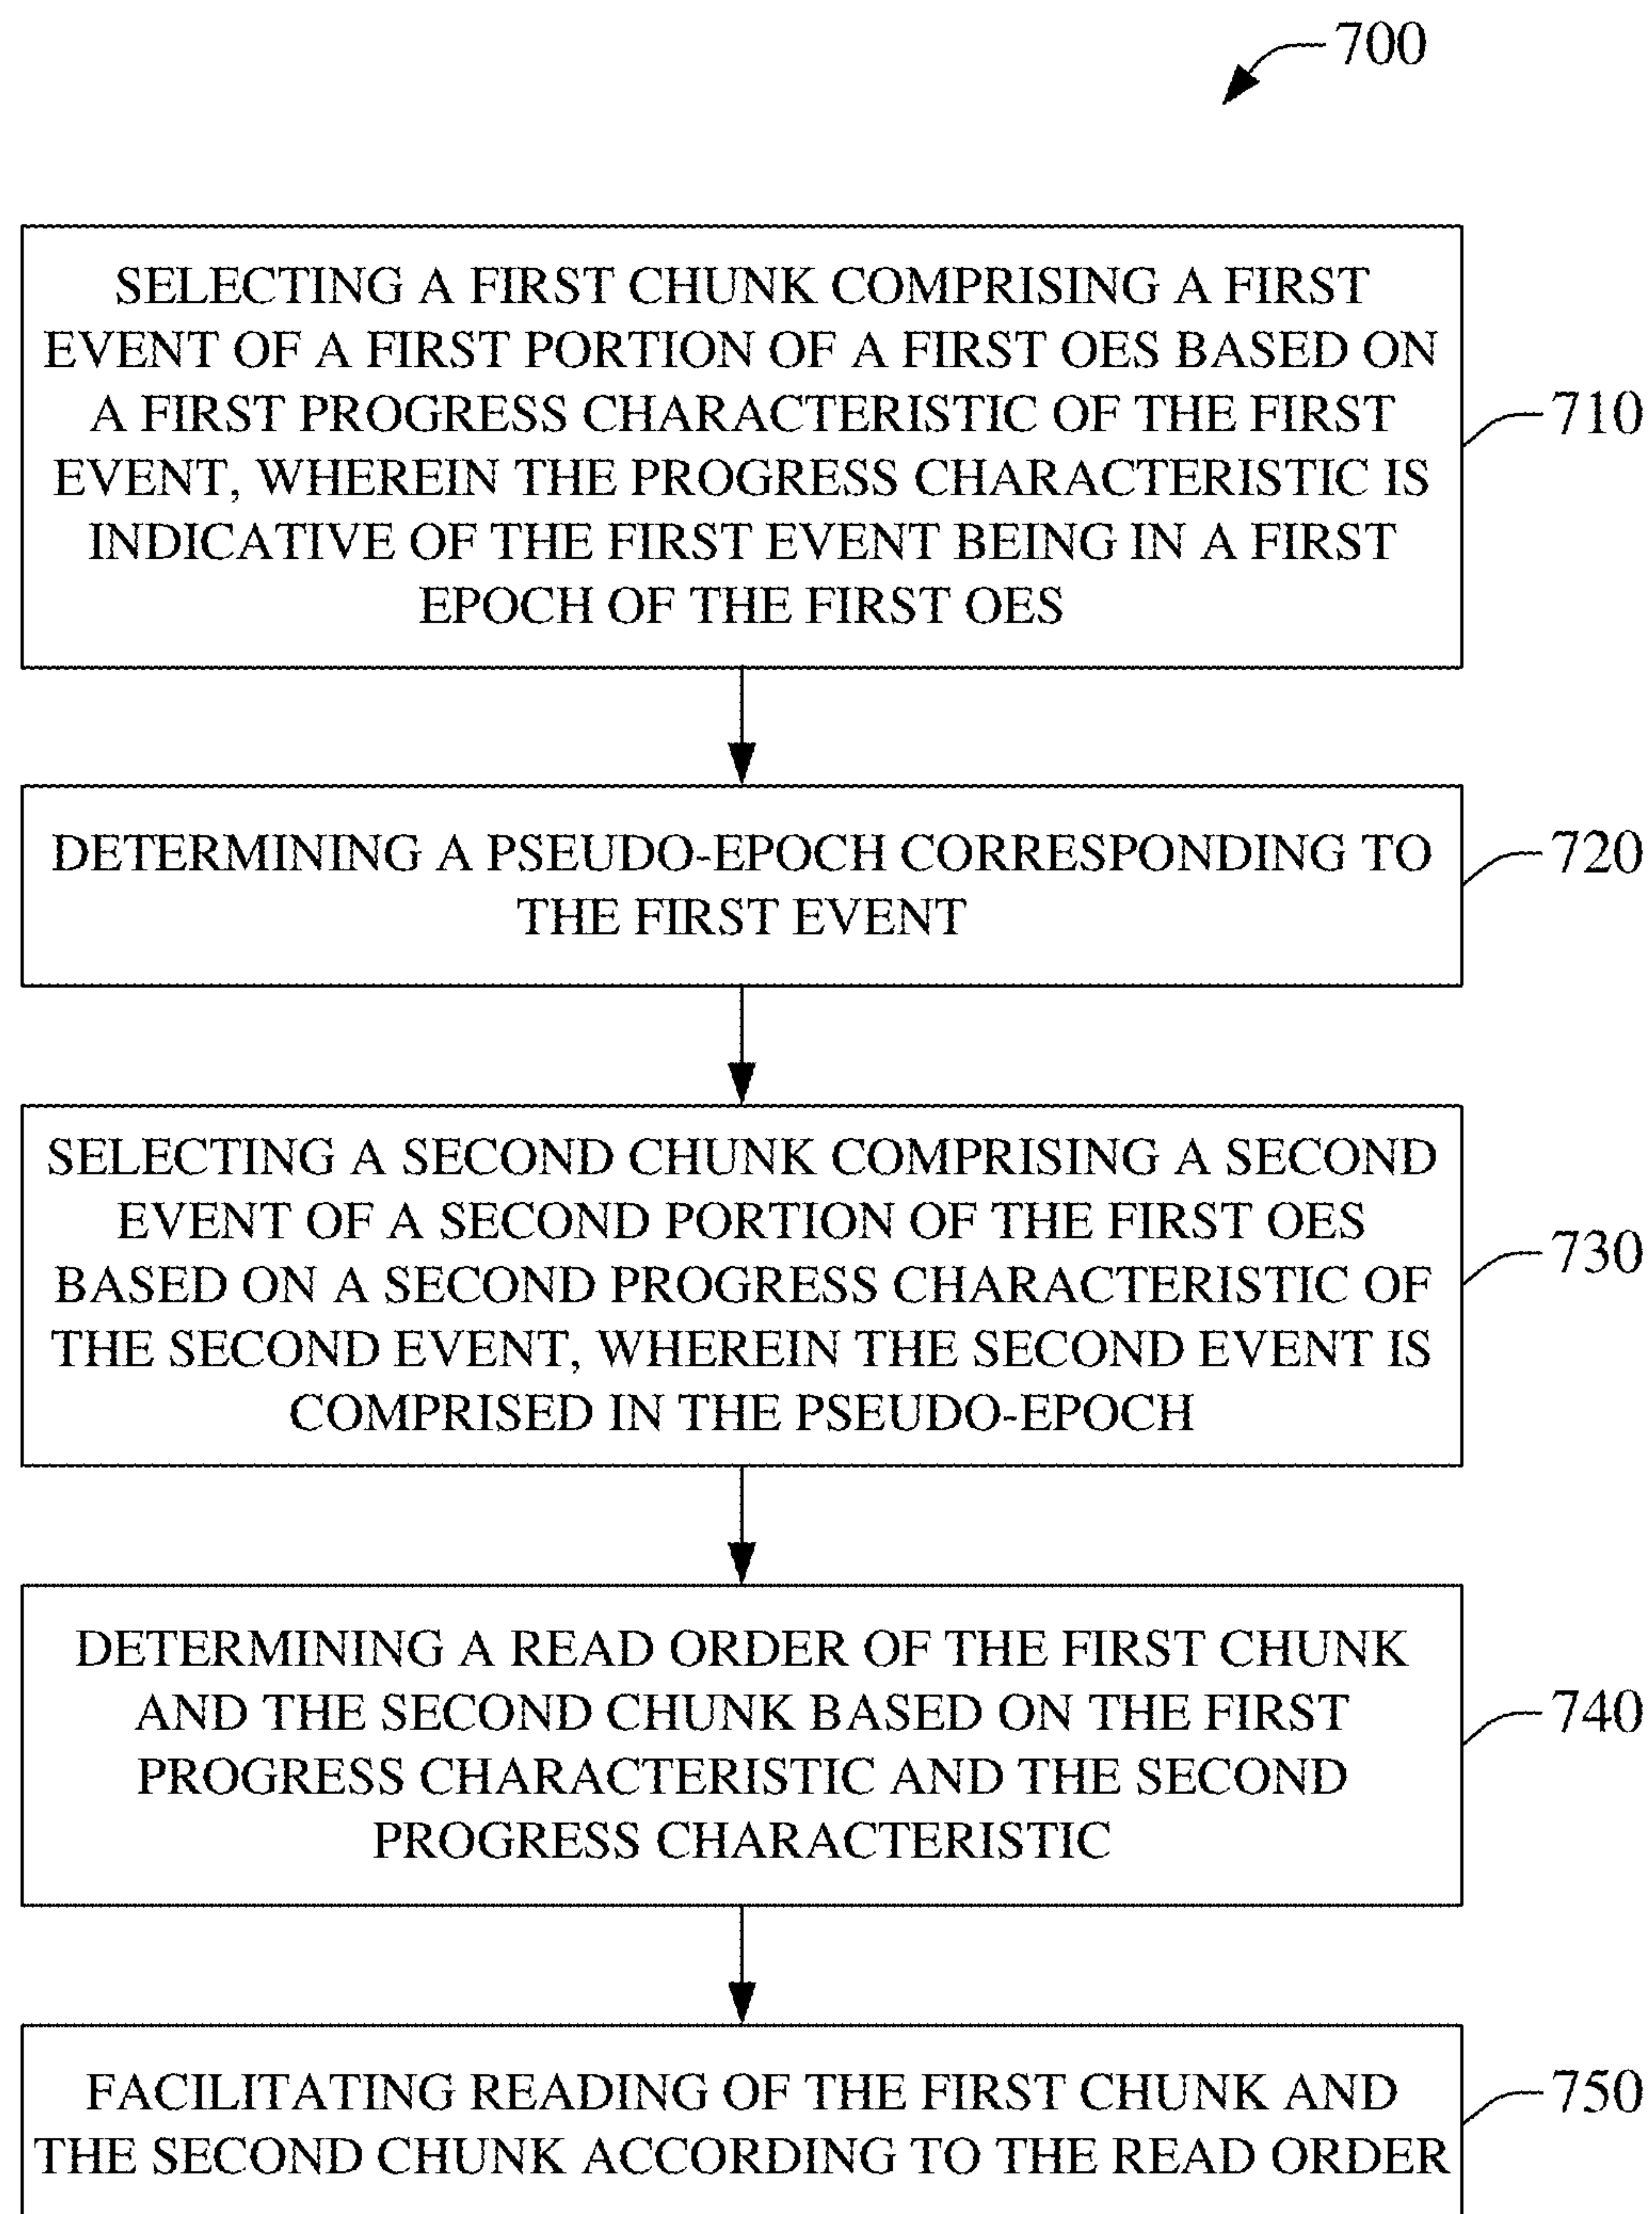 700
SELECTING A FIRST CHUNK COMPRISING A FIRST
EVENT OF A FIRST PORTION OF A FIRST OES BASED ON
A FIRST PROGRESS CHARACTERISTIC OF THE FIRST
EVENT, WHEREIN THE PROGRESS CHARACTERISTIC IS
INDICATIVE OF THE FIRST EVENT BEING IN A FIRST
EPOCH OF THE FIRST OES
710
DETERMINING A PSEUDO-EPOCH CORRESPONDING TO
THE FIRST EVENT
720
SELECTING A SECOND CHUNK COMPRISING A SECOND
EVENT OF A SECOND PORTION OF THE FIRST OES
BASED ON A SECOND PROGRESS CHARACTERISTIC OF
THE SECOND EVENT, WHEREIN THE SECOND EVENT IS
COMPRISED IN THE PSEUDO-EPOCH
730
DETERMINING A READ ORDER OF THE FIRST CHUNK
AND THE SECOND CHUNK BASED ON THE FIRST
PROGRESS CHARACTERISTIC AND THE SECOND
PROGRESS CHARACTERISTIC
740
FACILITATING READING OF THE FIRST CHUNK AND
THE SECOND CHUNK ACCORDING TO THE READ ORDER
750